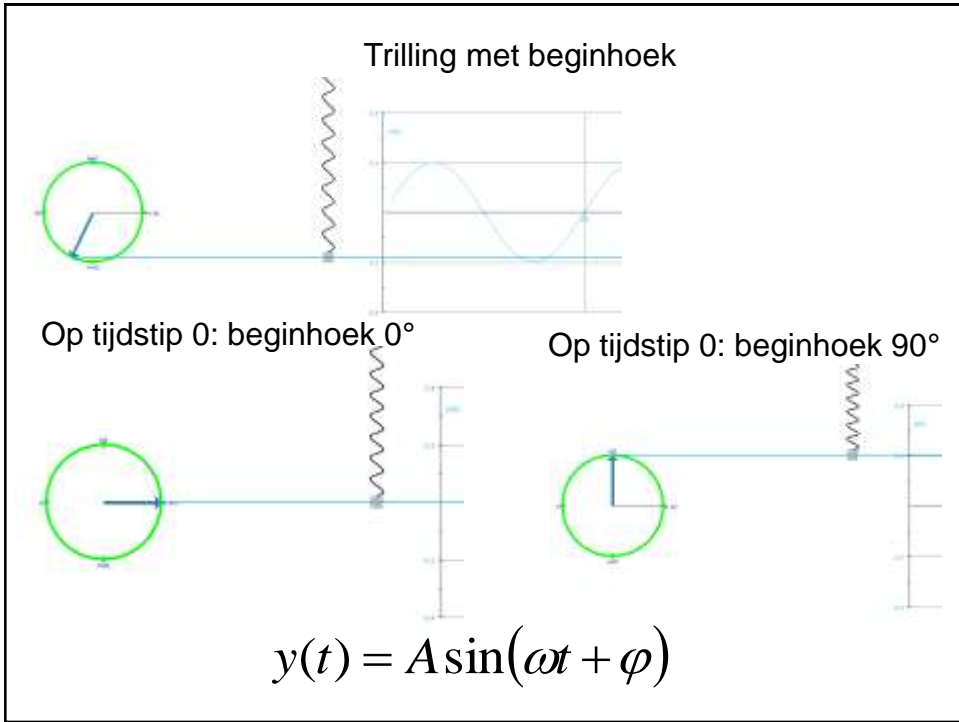 Trilling met beginhoek
Op tijdstip 0: beginhoek 0°
Op tijdstip 0: beginhoek 90°
y(t) = A sin(ωt + φ)